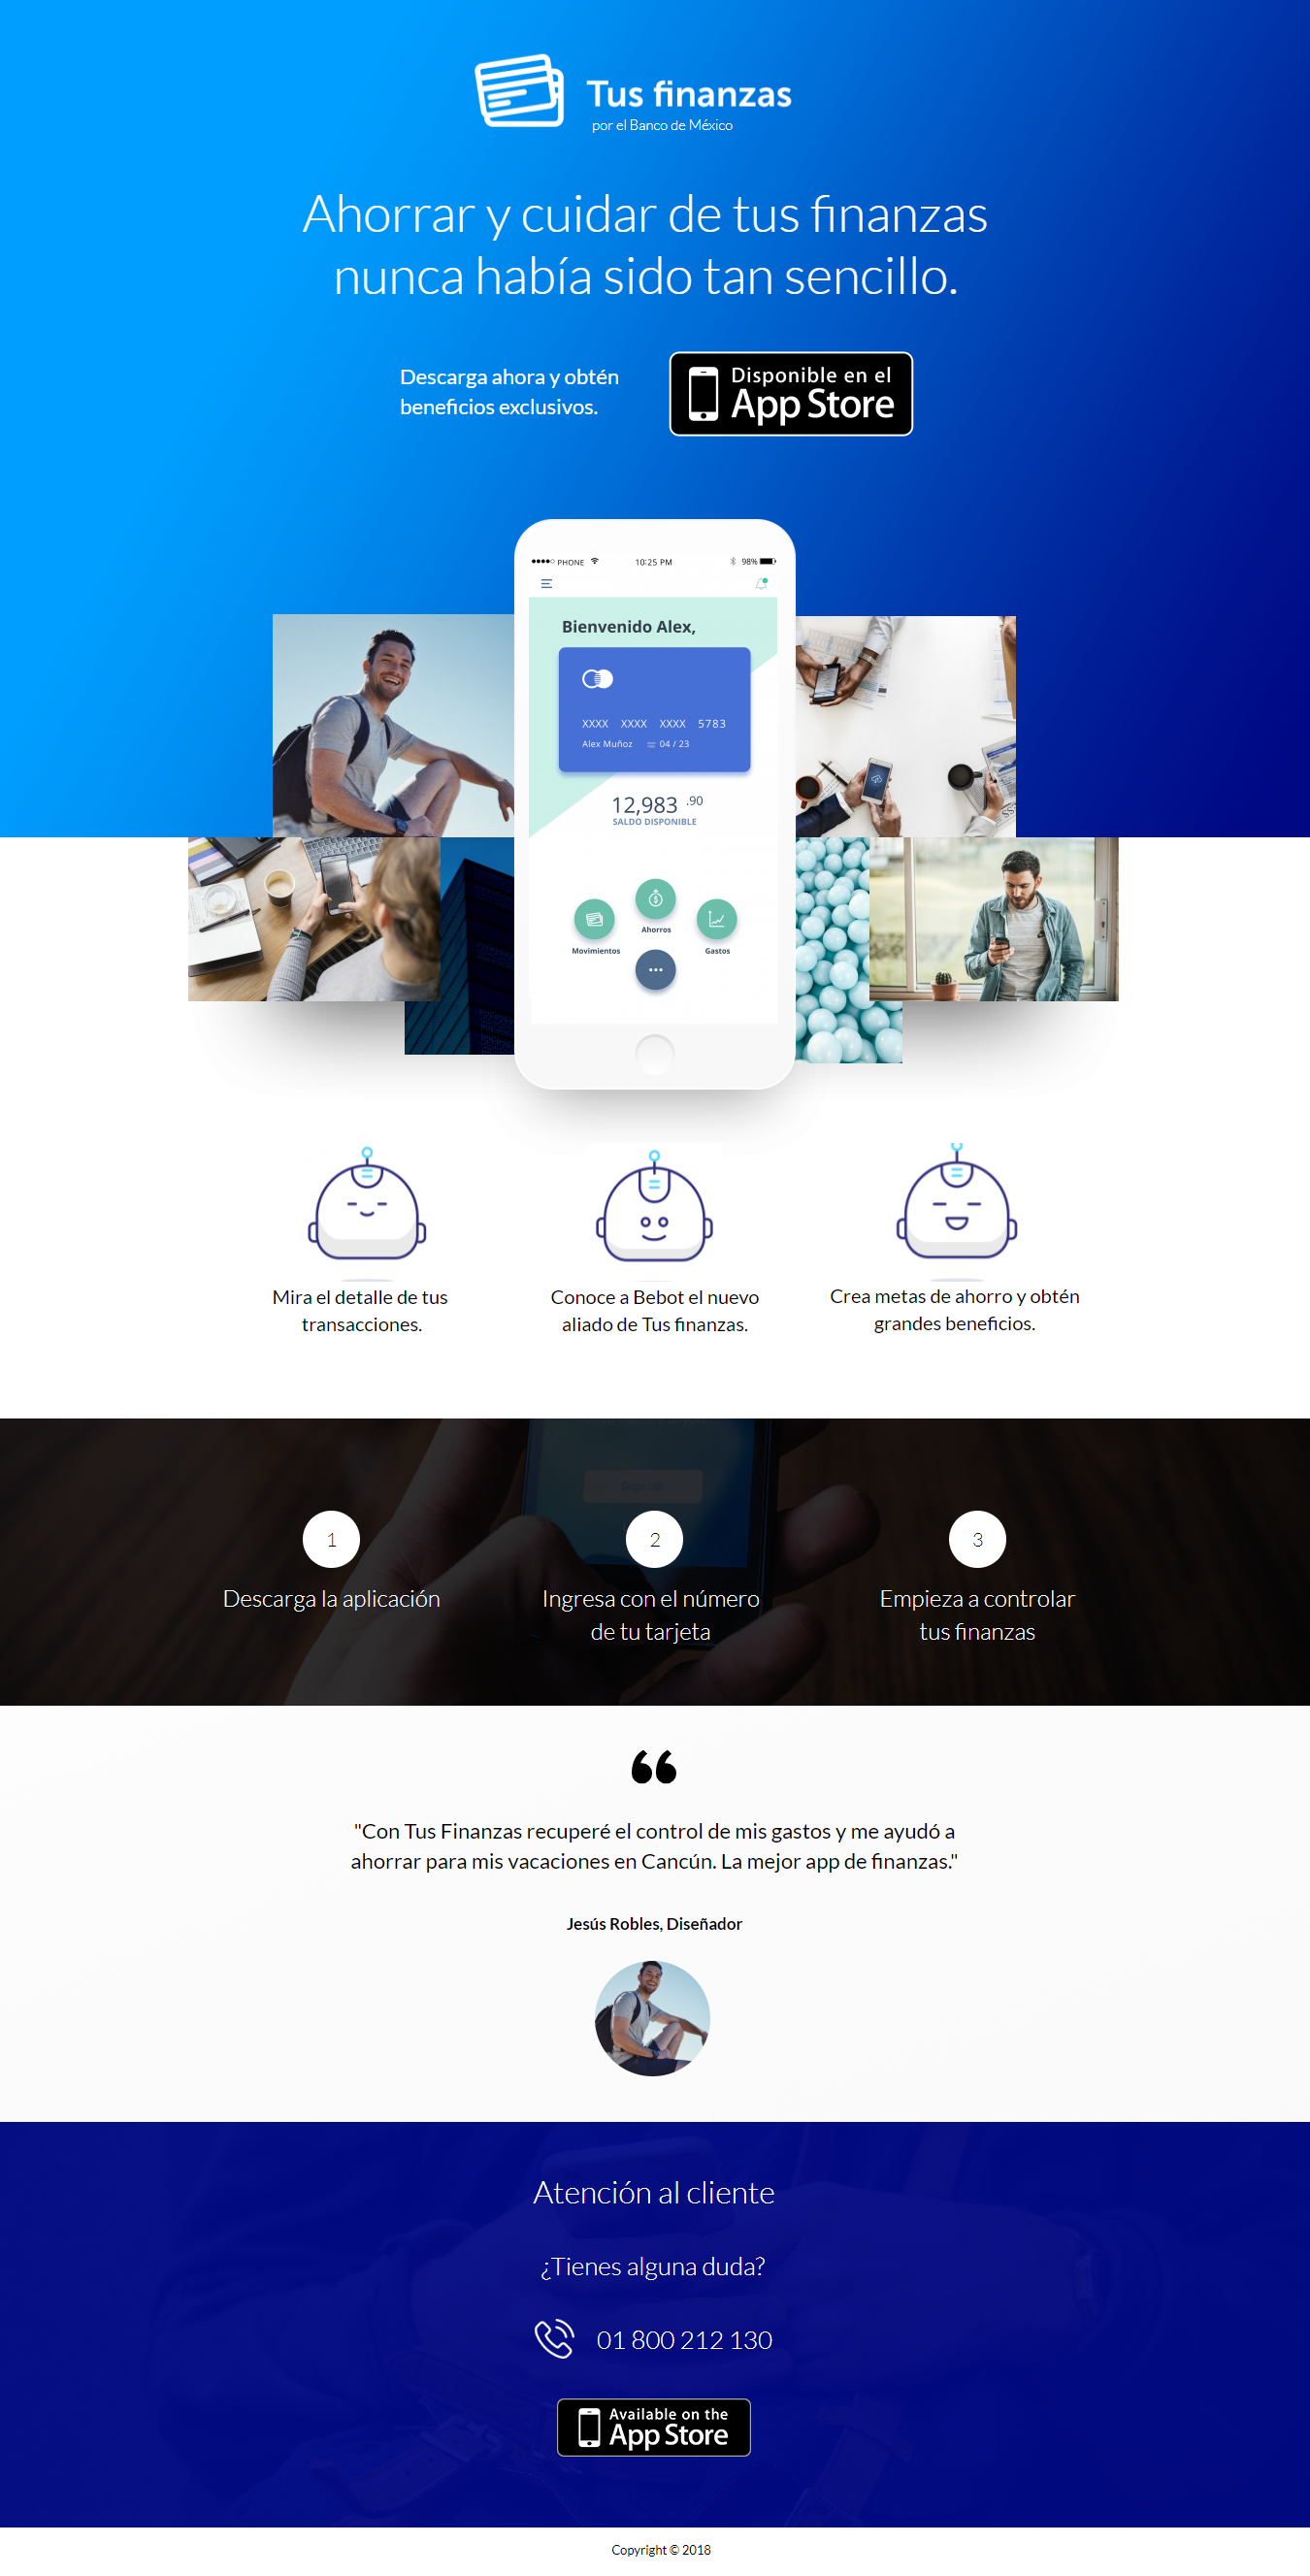 Tus finanzas
por el Banco de México
Ahorrar y cuidar de tus finanzas
nunca había sido tan sencillo.
Descarga ahora y obtén
beneficios exclusivos.
Disponible en el
App Store
PHONE 10:25 PM 98%
Bienvenido Alex,
XXXX XXXX XXXX 5783
Alex Muñoz 04 / 23
12,983 .90
SALDO DISPONIBLE
Ahorros
Movimientos
Gastos
Mira el detalle de tus
transacciones.
Conoce a Bebot el nuevo
aliado de Tus finanzas.
Crea metas de ahorro y obtén
grandes beneficios.
Sign up
1
Descarga la aplicación
2
Ingresa con el número
de tu tarjeta
3
Empieza a controlar
tus finanzas
"Con Tus Finanzas recuperé el control de mis gastos y me ayudó a
ahorrar para mis vacaciones en Cancún. La mejor app de finanzas."
Jesús Robles, Diseñador
Atención al cliente
¿Tienes alguna duda?
01 800 212 130
Available on the
App Store
Copyright © 2018